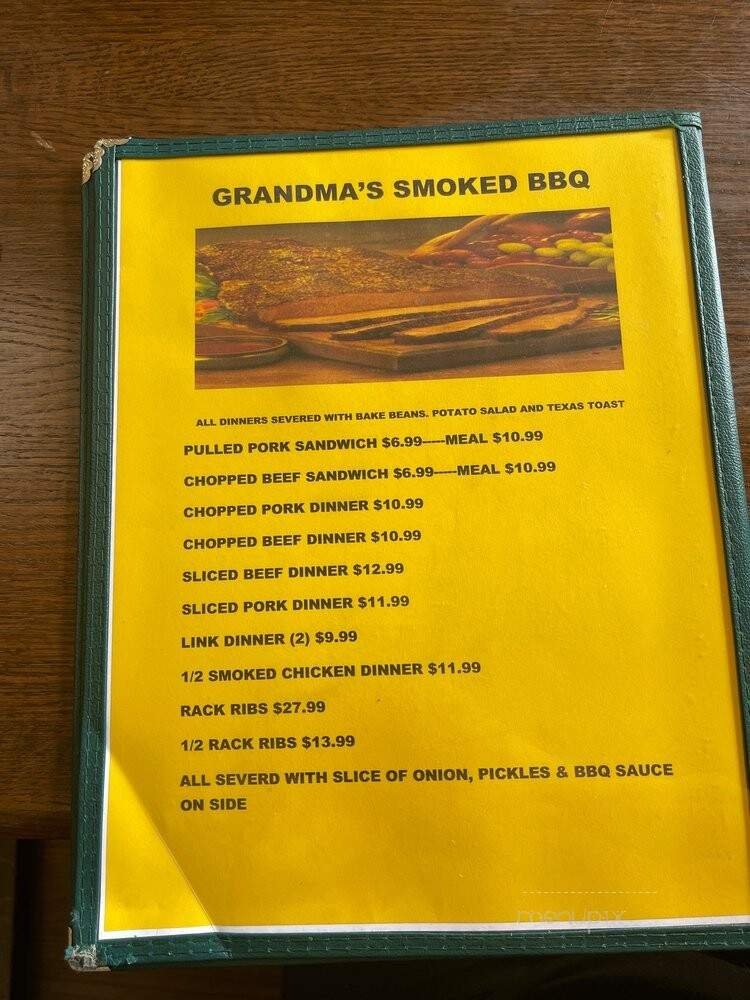 GRANDMA'S SMOKED BBQ
ALL DINNERS SEVERED WITH BAKE BEANS. POTATO SALAD AND TEXAS TOAST
PULLED PORK SANDWICH $6.99-----MEAL $10.99
CHOPPED BEEF SANDWICH $6.99-----MEAL $10.99
CHOPPED PORK DINNER $10.99
CHOPPED BEEF DINNER $10.99
SLICED BEEF DINNER $12.99
SLICED PORK DINNER $11.99
LINK DINNER (2) $9.99
1/2 SMOKED CHICKEN DINNER $11.99
RACK RIBS $27.99
1/2 RACK RIBS $13.99
ALL SEVERD WITH SLICE OF ONION, PICKLES & BBQ SAUCE
ON SIDE
menupix